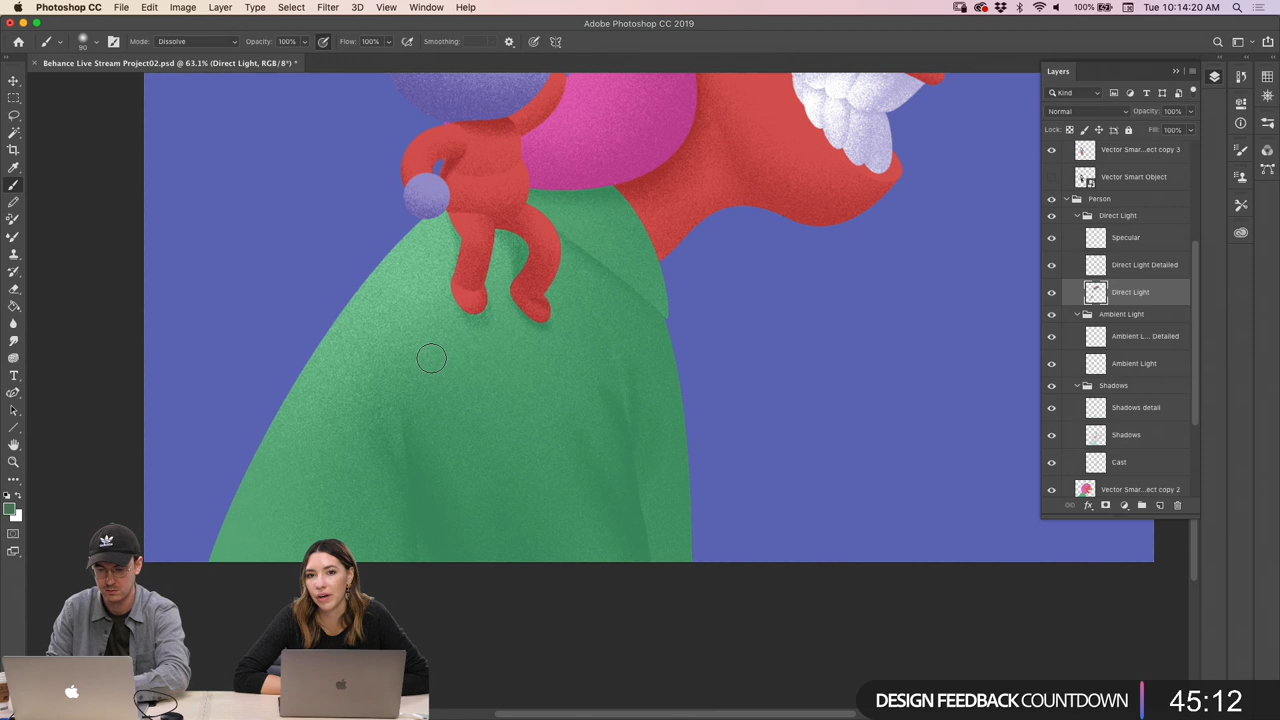 Photoshop CC File Edit Image Layer Type Select Filter 3D View Window Help 100% Tue 10:14:20 AM
Adobe Photoshop CC 2019
90 Mode: Dissolve Opacity: 100% Flow: 100% Smoothing:
Behance Live Stream Project02.psd @ 63.1% (Direct Light, RGB/8*) *
Layers
Kind
Normal Opacity: 100%
Lock: Fill: 100%
Vector Smar...ect copy 3
Vector Smart Object
Person
Direct Light
Specular
Direct Light Detailed
Direct Light
Ambient Light
Ambient L... Detailed
Ambient Light
Shadows
Shadows detail
Shadows
Cast
Vector Smar...ect copy 2
fx
DESIGN FEEDBACK COUNTDOWN 45:12